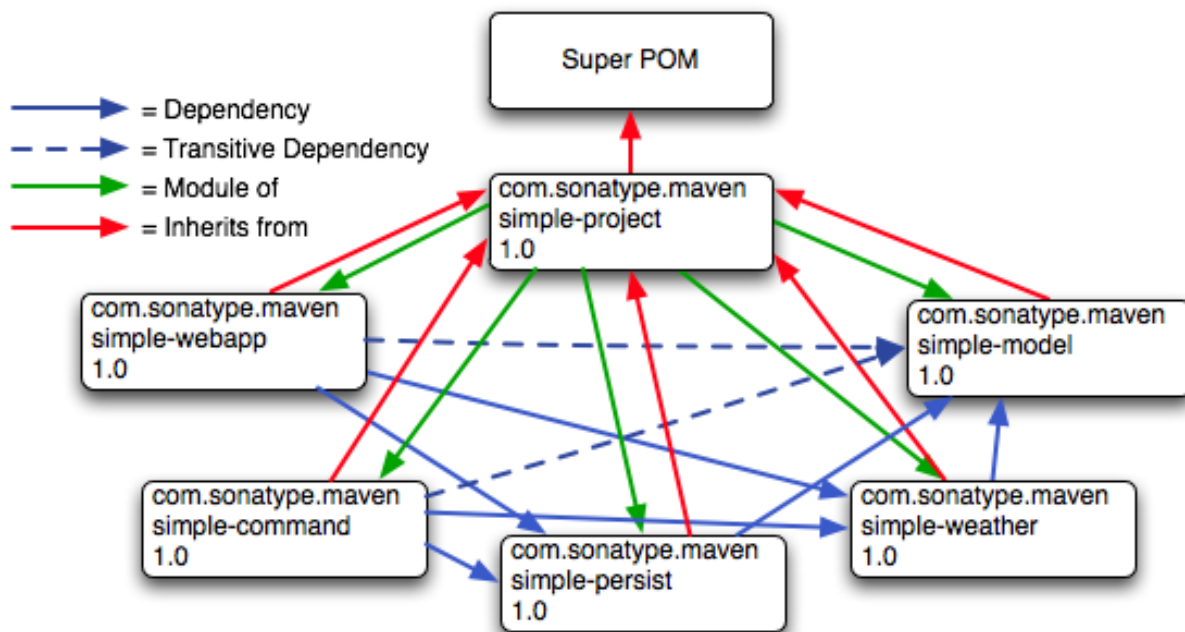 Super POM
= Dependency
= Transitive Dependency
= Module of
= Inherits from
com.sonatype.maven
simple-project
1.0
com.sonatype.maven
simple-webapp
1.0
com.sonatype.maven
simple-model
1.0
com.sonatype.maven
simple-command
1.0
com.sonatype.maven
simple-persist
1.0
com.sonatype.maven
simple-weather
1.0